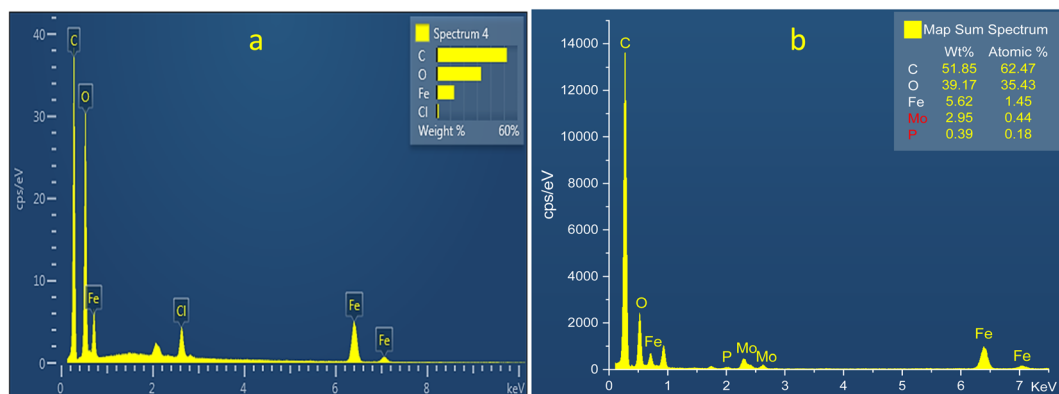 a
Spectrum 4
C
O
Fe
Cl
Weight % 60%
C
O
Fe
Cl
Fe
Fe
40
30
20
10
0
cps/eV
0 2 4 6 8 keV
b
Map Sum Spectrum
Wt% Atomic %
C 51.85 62.47
O 39.17 35.43
Fe 5.62 1.45
Mo 2.95 0.44
P 0.39 0.18
C
O
Fe
P
Mo
Mo
Fe
Fe
14000
12000
10000
8000
6000
4000
2000
0
cps/eV
0 1 2 3 4 5 6 7 KeV